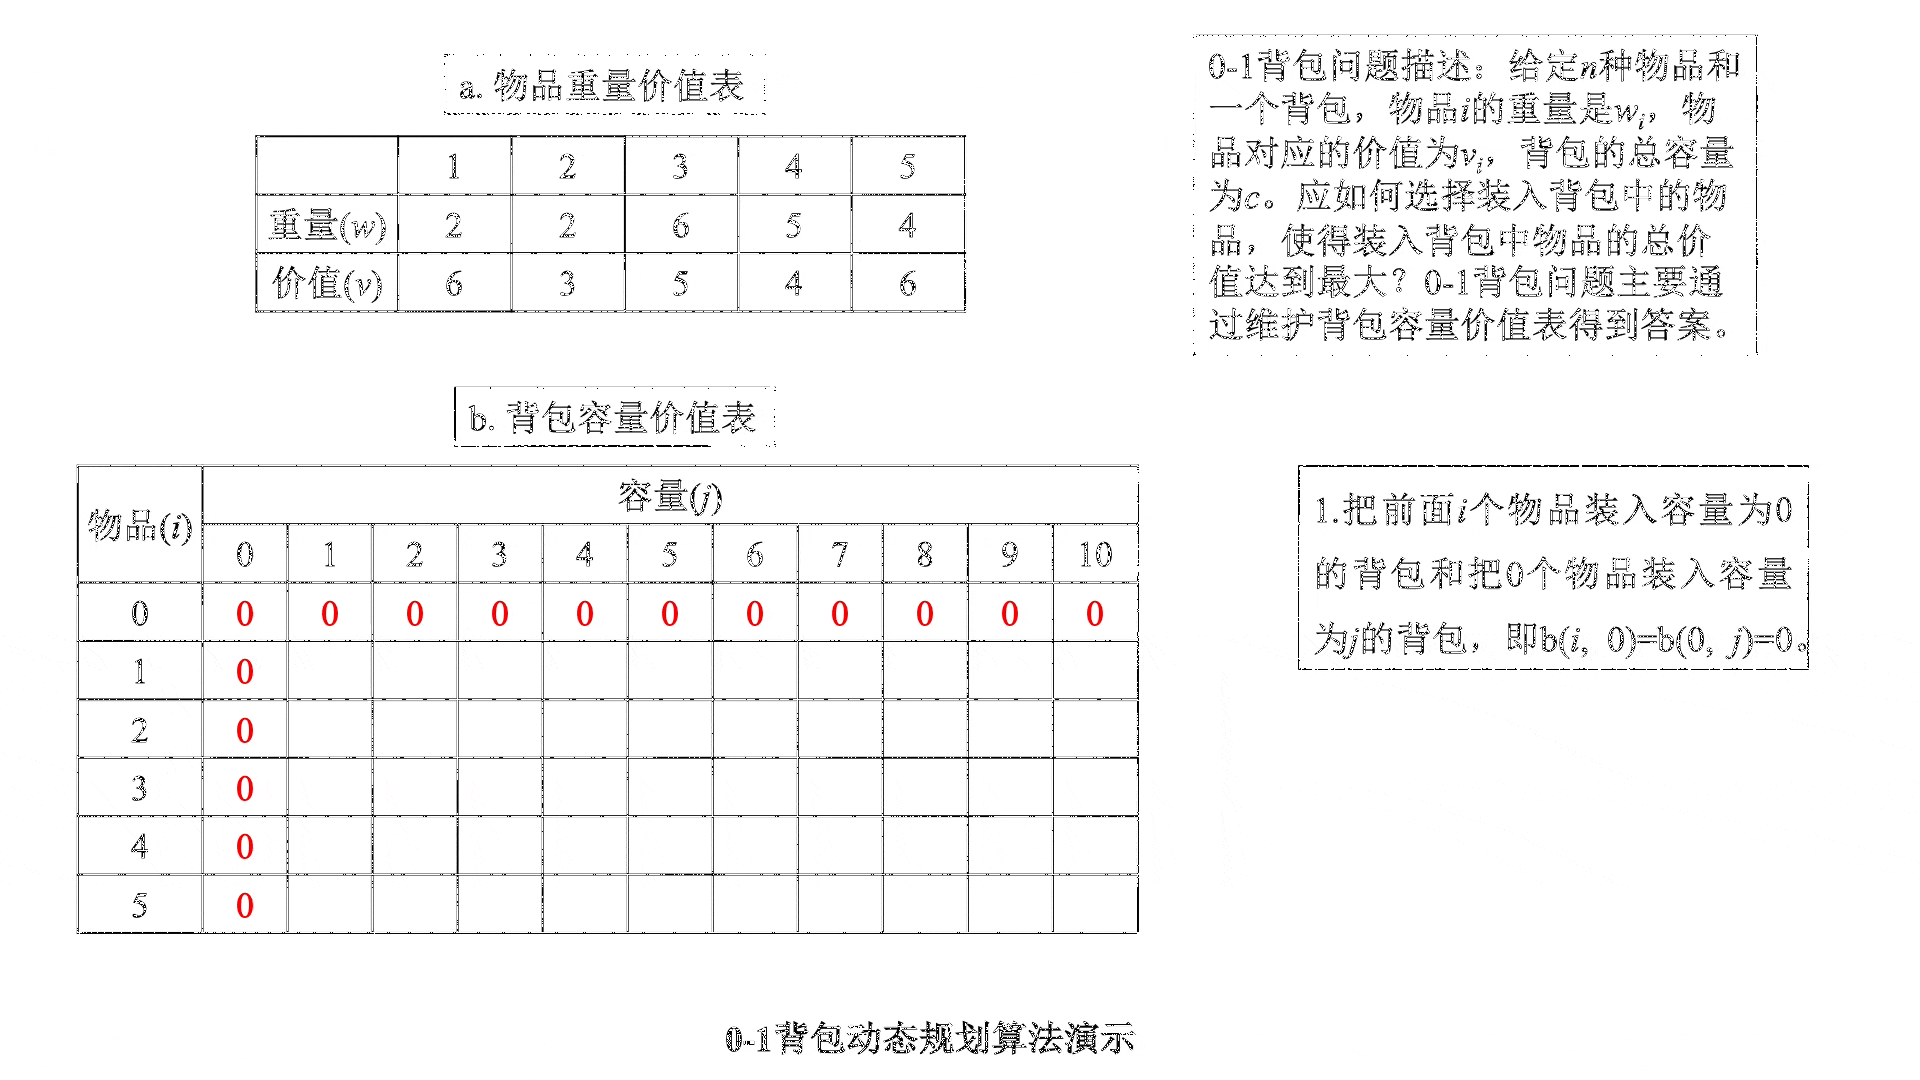 a. 物品重量价值表
1 2 3 4 5
重量(w) 2 2 6 5 4
价值(v) 6 3 5 4 6
0-1背包问题描述：给定n种物品和
一个背包，物品i的重量是wi，物
品对应的价值为vi，背包的总容量
为c。应如何选择装入背包中的物
品，使得装入背包中物品的总价
值达到最大？0-1背包问题主要通
过维护背包容量价值表得到答案。
b. 背包容量价值表
物品(i) 容量(j)
0 1 2 3 4 5 6 7 8 9 10
0 0 0 0 0 0 0 0 0 0 0 0
1 0
2 0
3 0
4 0
5 0
1.把前面i个物品装入容量为0
的背包和把0个物品装入容量
为j的背包，即b(i, 0)=b(0, j)=0。
0-1背包动态规划算法演示